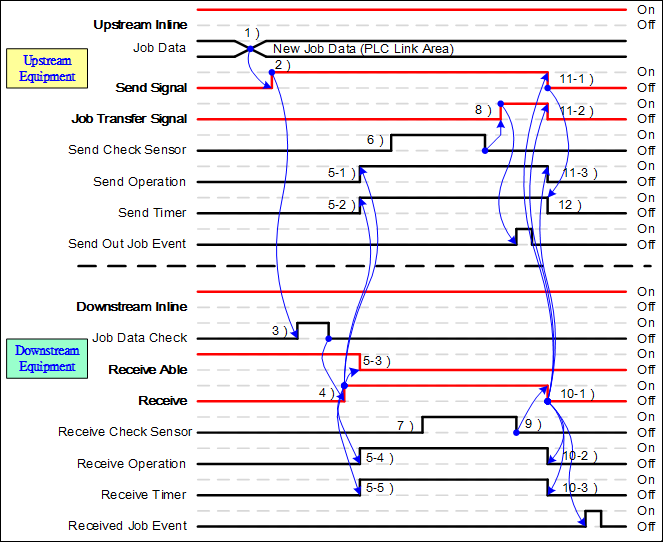 On
Upstream Inline
Off
1 )
Job Data
New Job Data (PLC Link Area)
Upstream
Equipment
2 )
On
11-1 )
Send Signal
Off
8 )
11-2 )
On
Job Transfer Signal
Off
6 )
On
Send Check Sensor
Off
5-1 )
11-3 )
On
Send Operation
Off
5-2 )
12 )
On
Send Timer
Off
On
Send Out Job Event
Off
On
Downstream Inline
Off
3 )
On
Job Data Check
Off
Downstream
Equipment
5-3 )
On
Receive Able
Off
4 )
10-1 )
On
Receive
Off
7 )
9 )
On
Receive Check Sensor
Off
5-4 )
10-2 )
On
Receive Operation
Off
5-5 )
10-3 )
On
Receive Timer
Off
On
Received Job Event
Off